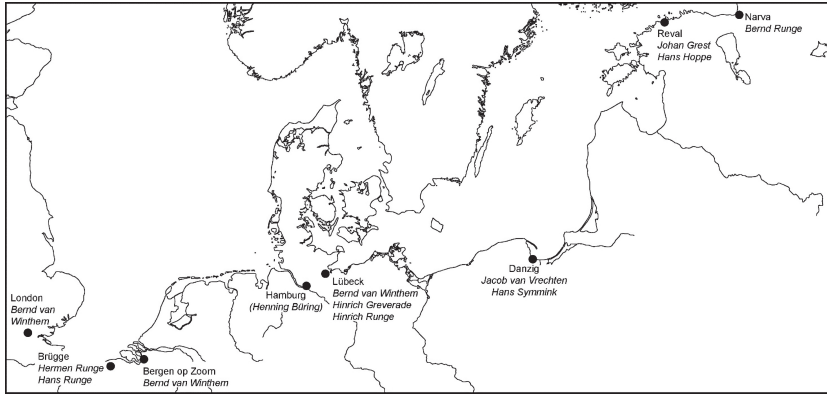 Narva
Bernd Runge
Reval
Johan Grest
Hans Hoppe
Danzig
Jacob van Vrechten
Hans Symmink
Lübeck
Bernd van Winthem
Hinrich Greverade
Hinrich Runge
Hamburg
(Henning Büring)
London
Bernd van
Winthem
Brügge
Hermen Runge
Hans Runge
Bergen op Zoom
Bernd van Winthem